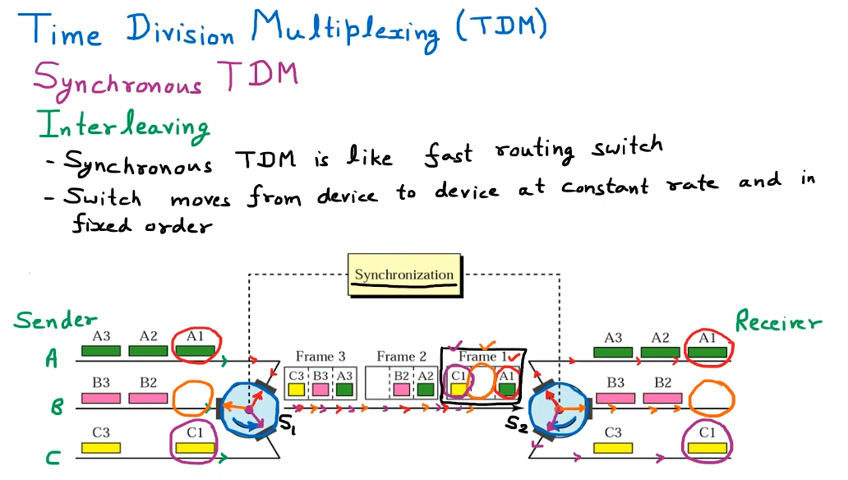 Time Division Multiplexing (TDM)
Synchronous TDM
Interleaving
- Synchronous TDM is like fast routing switch
- Switch moves from device to device at constant rate and in
fixed order
Synchronization
Sender
Receiver
A3 A2 A1
A
Frame 3 Frame 2 Frame 1
A3 A2 A1
B3 B2
B
C3 B3 A3 B2 A2 C1 A1
B3 B2
S1
S2
C3 C1
C
C3 C1